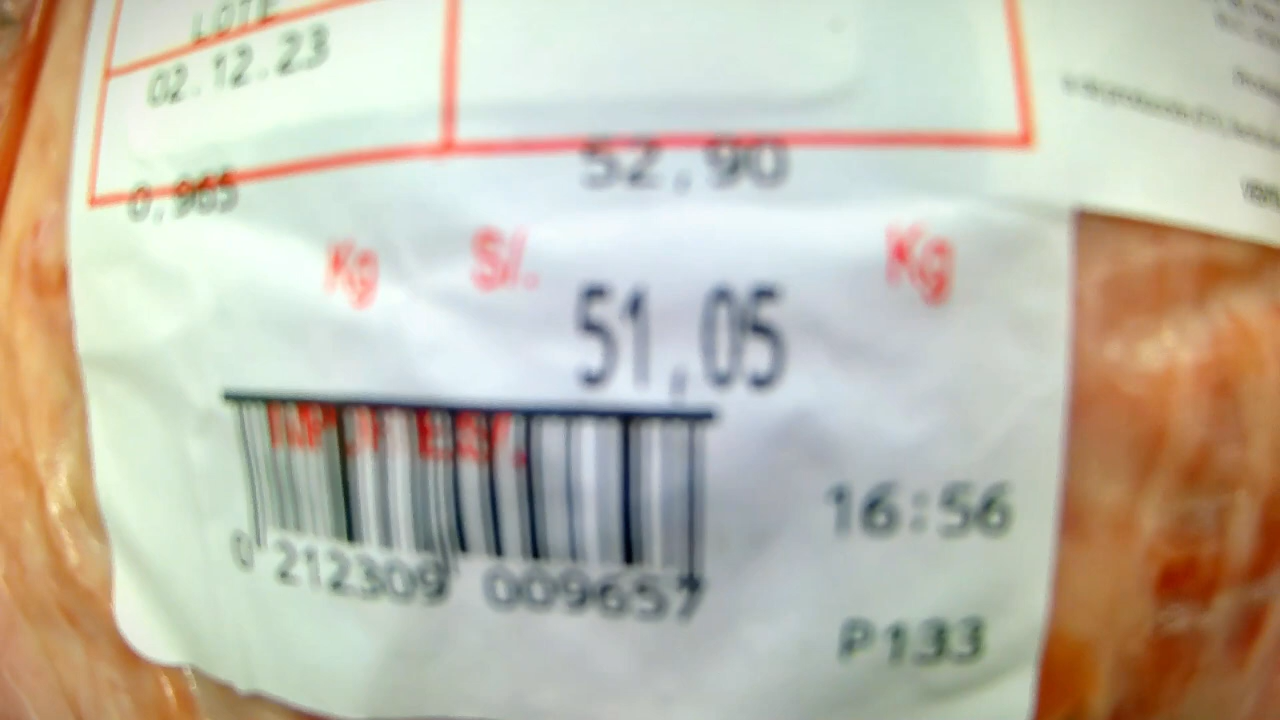 LOTE
02.12.23
52,90
0,965
Kg S/. Kg
51,05
16:56
0 212309 009657
P133